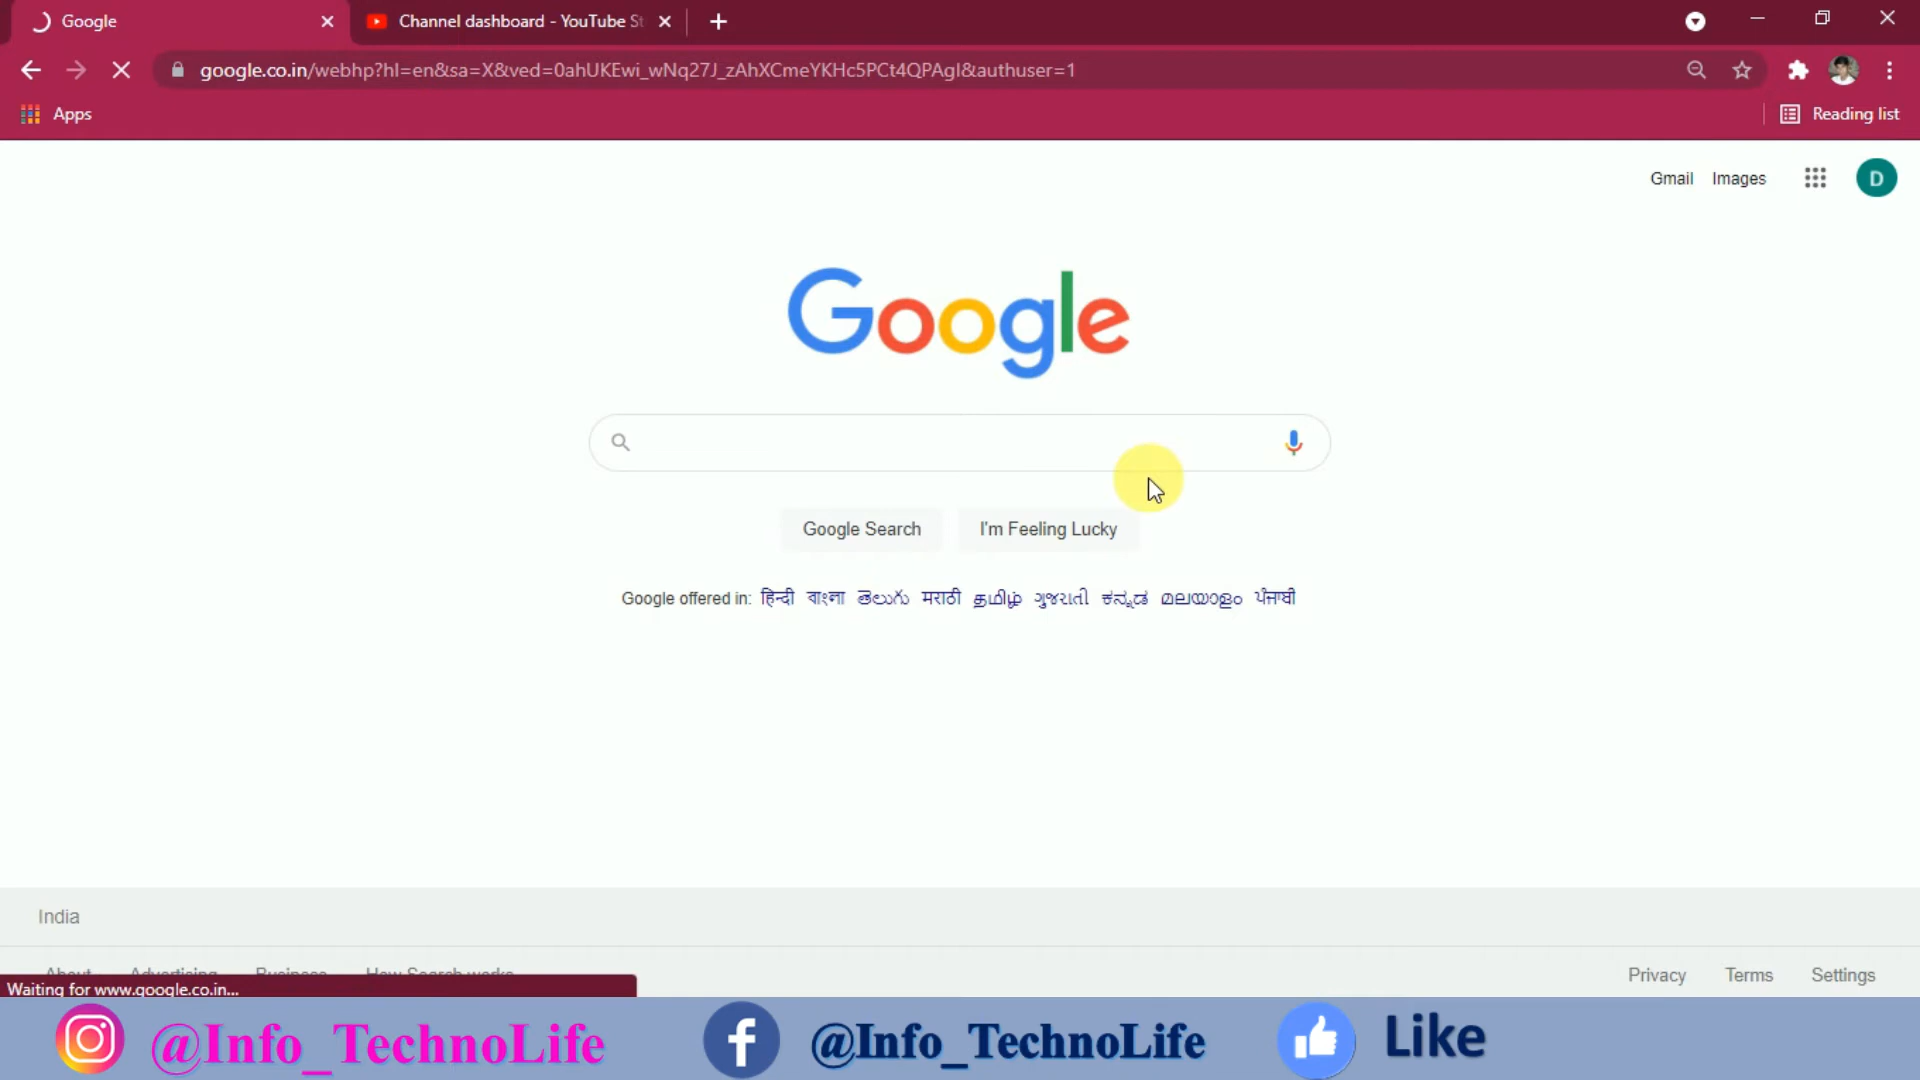 Google
Channel dashboard - YouTube St
google.co.in/webhp?hl=en&sa=X&ved=0ahUKEwi_wNq27J_zAhXCmeYKHc5PCt4QPAgI&authuser=1
Apps
Reading list
Gmail Images
D
Google
Google Search I'm Feeling Lucky
Google offered in: हिन्दी বাংলা తెలుగు मराठी தமிழ் ગુજરાતી ಕನ್ನಡ മലയാളം ਪੰਜਾਬੀ
India
About Advertising Business How Search works
Privacy Terms Settings
Waiting for www.google.co.in...
@Info_TechnoLife @Info_TechnoLife Like